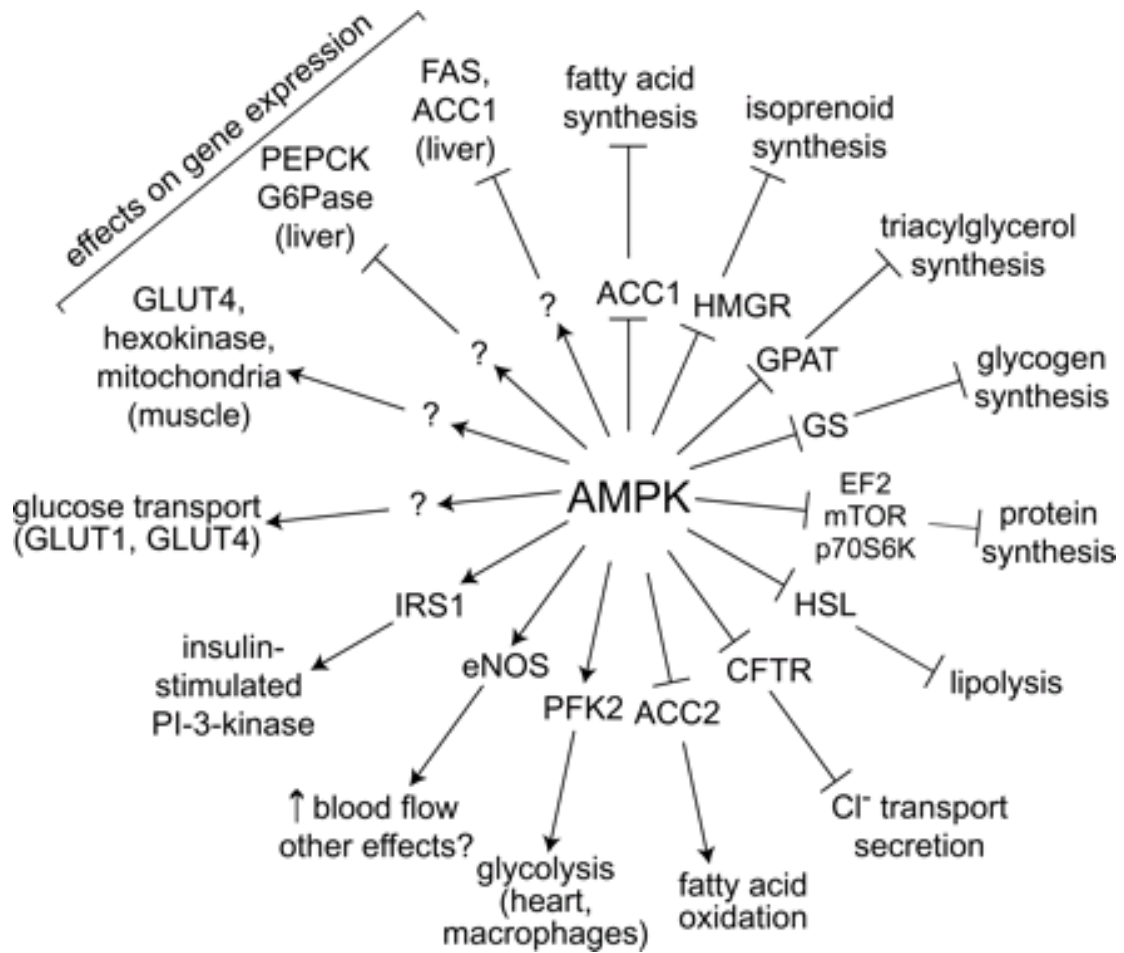 effects on gene expression
FAS,
ACC1
(liver)
fatty acid
synthesis
isoprenoid
synthesis
PEPCK
G6Pase
(liver)
triacylglycerol
synthesis
GLUT4,
hexokinase,
mitochondria
(muscle)
?
?
?
ACC1
HMGR
GPAT
glycogen
synthesis
GS
glucose transport
(GLUT1, GLUT4)
?
AMPK
EF2
mTOR
p70S6K
protein
synthesis
IRS1
HSL
insulin-
stimulated
PI-3-kinase
eNOS
PFK2
ACC2
CFTR
lipolysis
↑ blood flow
other effects?
glycolysis
(heart,
macrophages)
fatty acid
oxidation
Cl⁻ transport
secretion